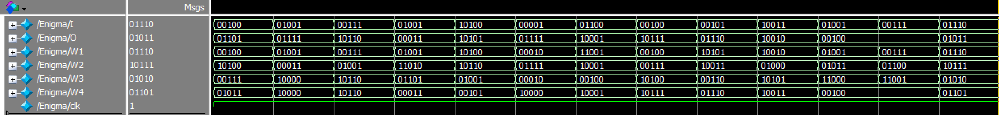 Msgs
/Enigma/I 01110 00100 01001 00111 01001 10100 00001 01100 00100 00101 10011 01001 00111 01110
/Enigma/O 01011 01101 01111 10110 00011 10101 01111 10001 10111 01110 10010 00100 01011
/Enigma/W1 01110 00100 01001 00111 01001 10100 00010 11001 00100 10101 10010 01001 00111 01110
/Enigma/W2 10111 10100 00011 01001 11010 10110 01111 10001 00111 10011 01000 01011 01100 10111
/Enigma/W3 01010 00111 10000 10110 01101 01001 00010 00100 10100 00110 10101 11000 11001 01010
/Enigma/W4 01101 01011 10000 10110 00011 00101 10000 10001 10111 01110 10011 00100 01101
/Enigma/clk 1